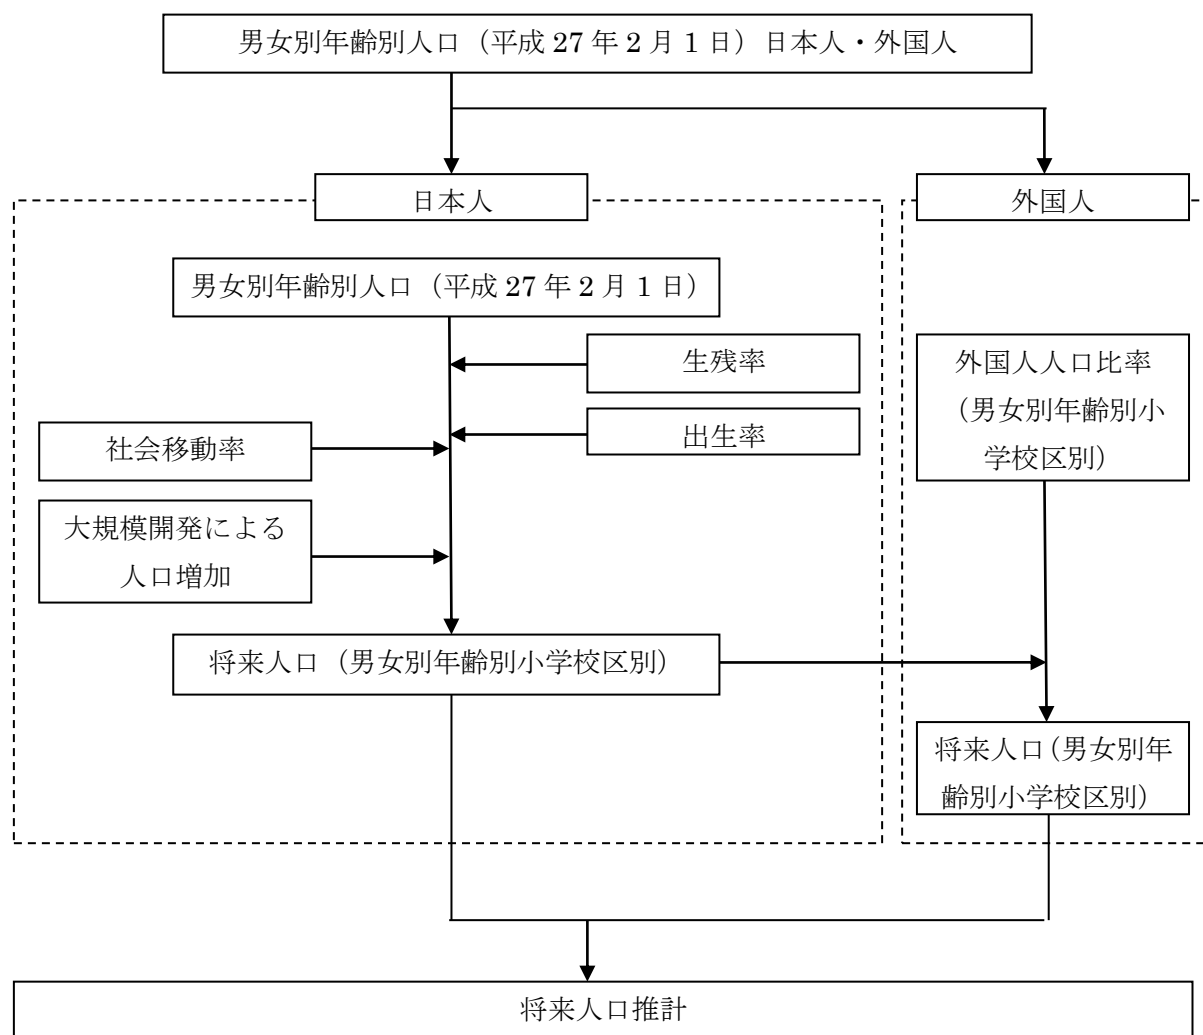 男女別年齢別人口（平成 27 年 2 月 1 日）日本人・外国人
日本人
外国人
男女別年齢別人口（平成 27 年 2 月 1 日）
生残率
出生率
社会移動率
大規模開発による
人口増加
外国人人口比率
（男女別年齢別小
学校区別）
将来人口（男女別年齢別小学校区別）
将来人口（男女別年
齢別小学校区別）
将来人口推計